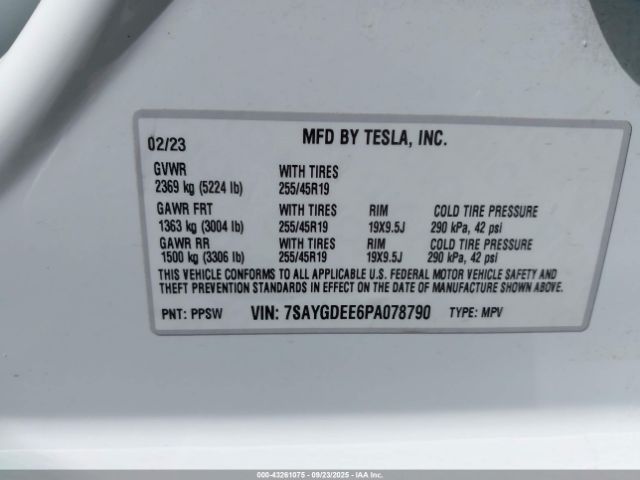 02/23 MFD BY TESLA, INC.
GVWR WITH TIRES
2369 kg (5224 lb) 255/45R19
GAWR FRT WITH TIRES RIM COLD TIRE PRESSURE
1363 kg (3004 lb) 255/45R19 19X9.5J 290 kPa, 42 psi
GAWR RR WITH TIRES RIM COLD TIRE PRESSURE
1500 kg (3306 lb) 255/45R19 19X9.5J 290 kPa, 42 psi
THIS VEHICLE CONFORMS TO ALL APPLICABLE U.S. FEDERAL MOTOR VEHICLE SAFETY AND
THEFT PREVENTION STANDARDS IN EFFECT ON THE DATE OF MANUFACTURE SHOWN ABOVE.
PNT: PPSW VIN: 7SAYGDEE6PA078790 TYPE: MPV
000-43261075 - 09/23/2025 - IAAI.COM